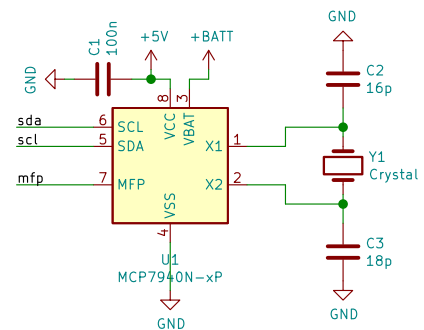 GND
+5V
+BATT
C1
100n
GND
C2
16p
sda
6
SCL
8
VCC
3
VBAT
scl
5
SDA
X1
1
Y1
Crystal
mfp
7
MFP
X2
2
VSS
4
C3
18p
U1
MCP7940N-xP
GND
GND